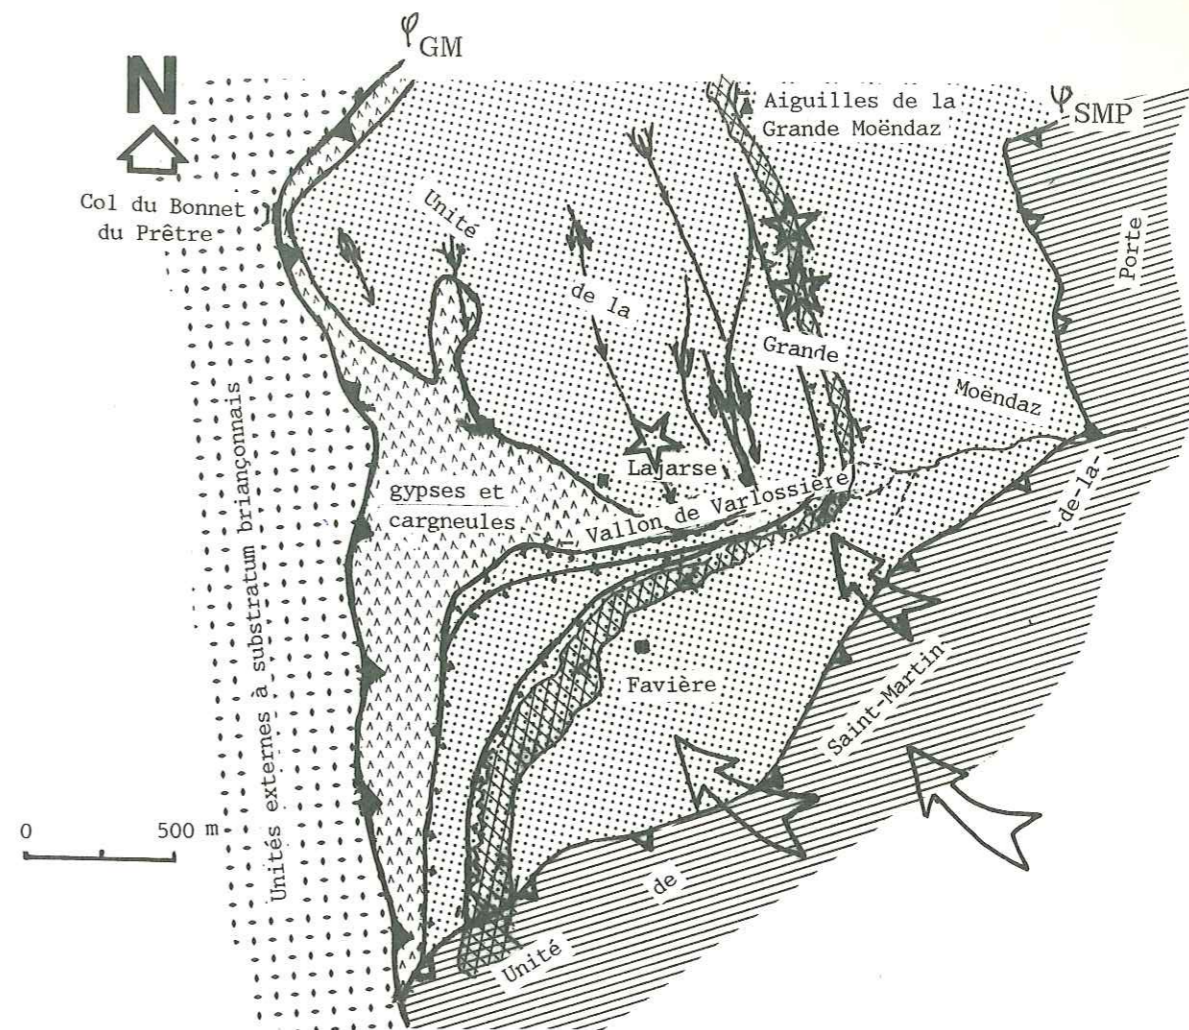 φGM
N
Aiguilles de la
Grande Moëndaz
φSMP
Col du Bonnet
du Prêtre
Unité
de la
Grande
Moëndaz
Porte
de-la-
Saint-Martin-
de
Unité
Lajarse
Vallon de Varlossière
gypses et
cargneules
Favière
Unités externes à substratum briançonnais
0 500 m